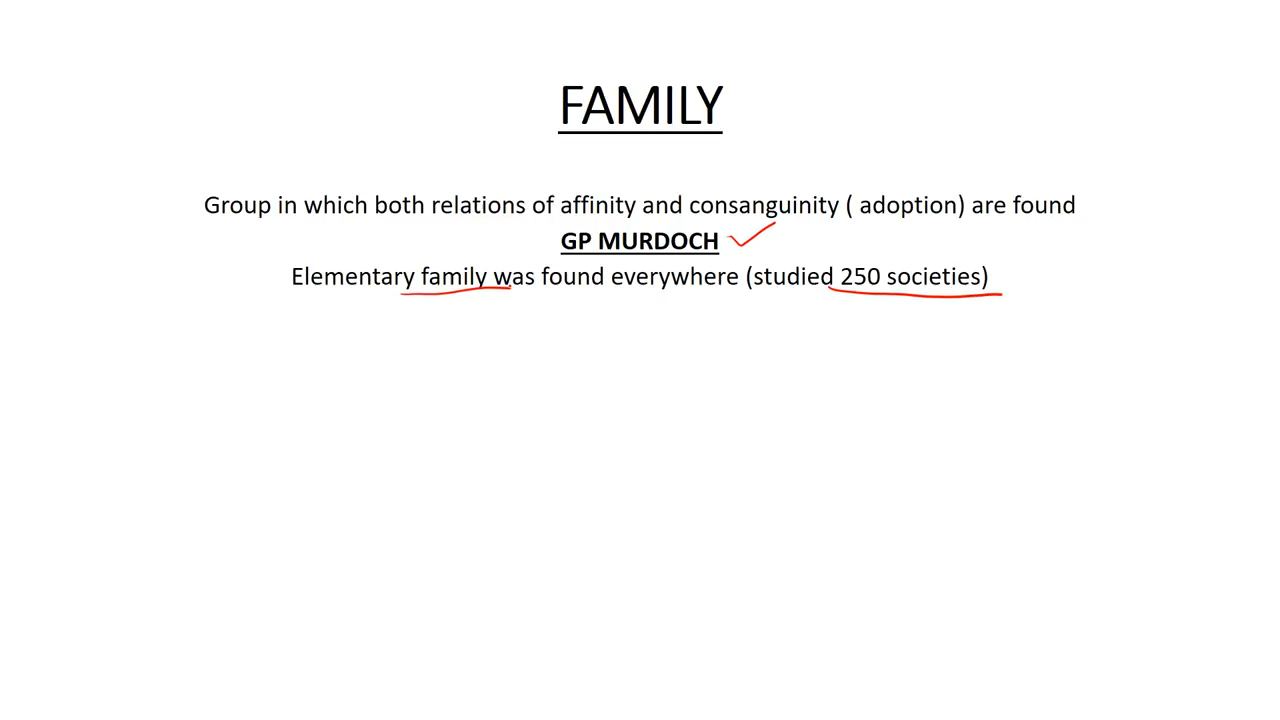 FAMILY
Group in which both relations of affinity and consanguinity ( adoption) are found
GP MURDOCH
Elementary family was found everywhere (studied 250 societies)